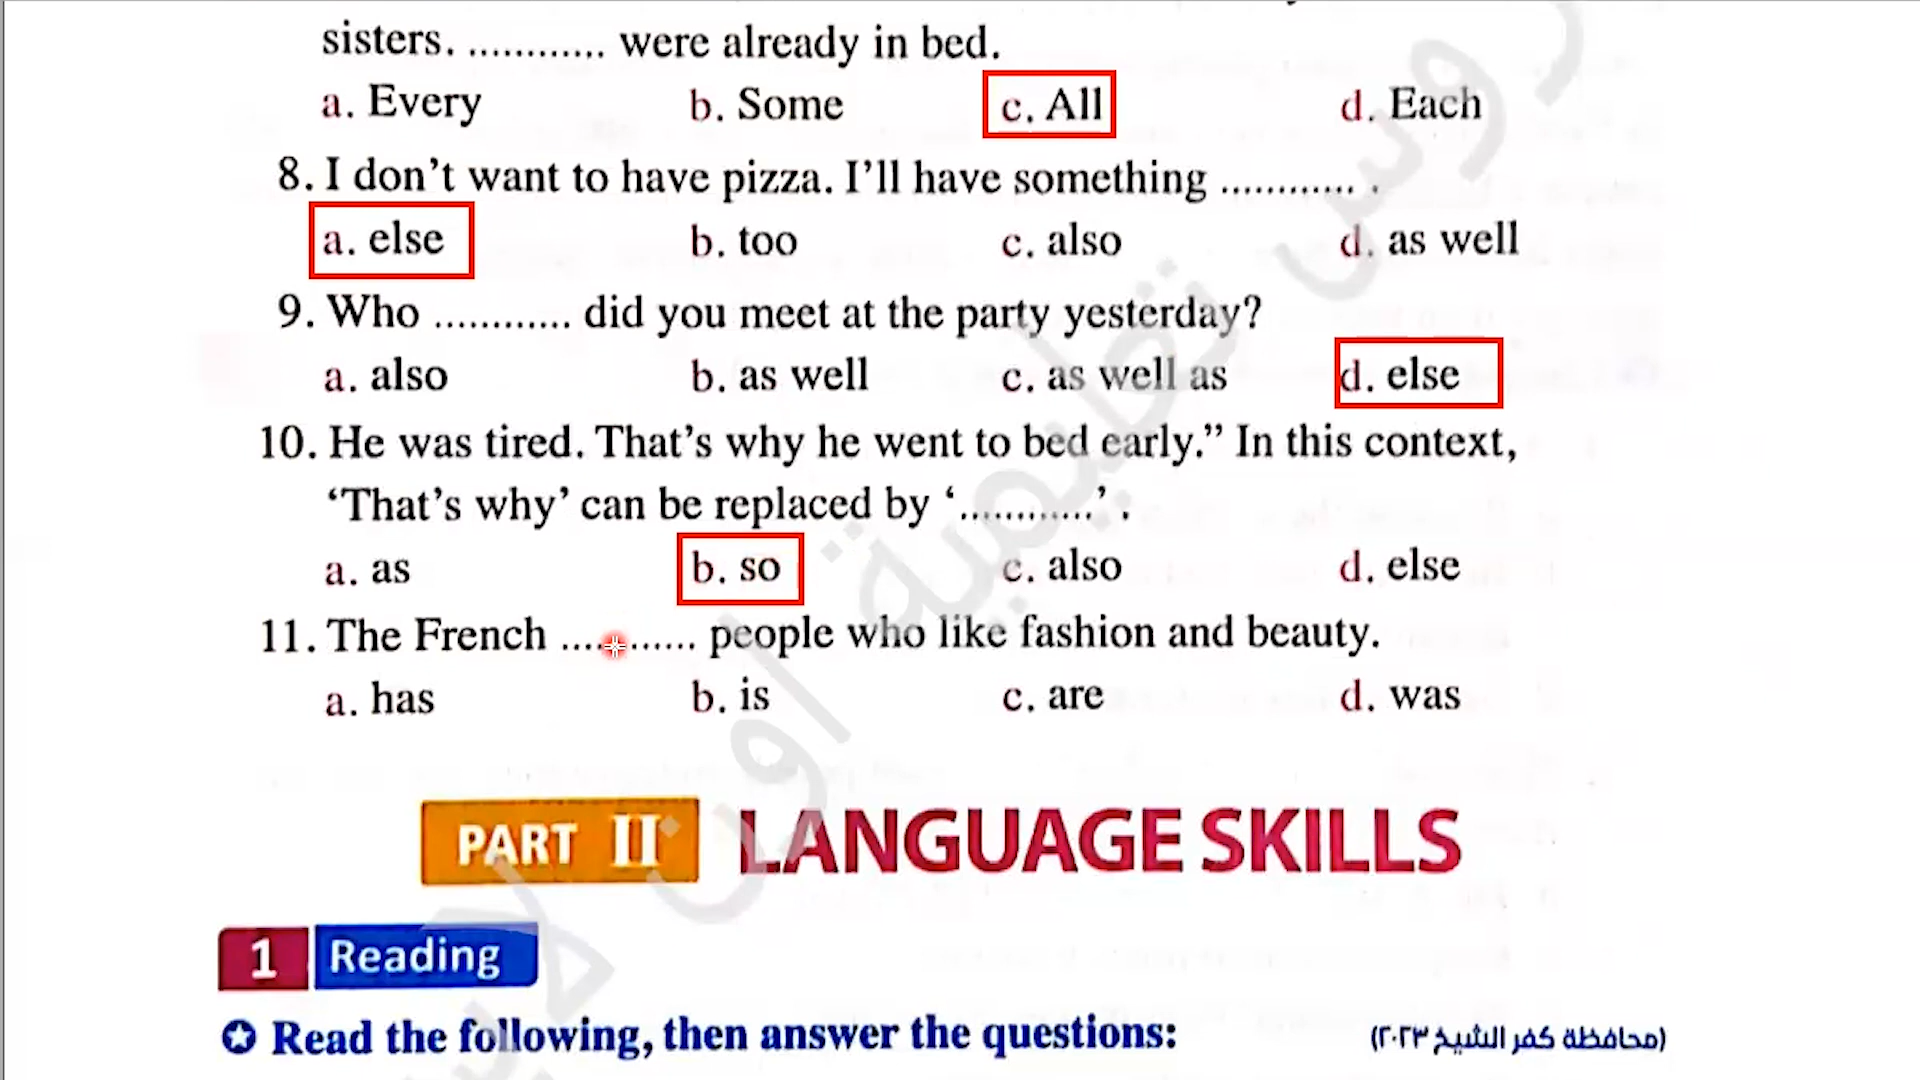 sisters. ............ were already in bed.
a. Every b. Some c. All d. Each
8. I don't want to have pizza. I'll have something ............ .
a. else b. too c. also d. as well
9. Who ............ did you meet at the party yesterday?
a. also b. as well c. as well as d. else
10. He was tired. That's why he went to bed early.” In this context,
‘That's why’ can be replaced by ‘............’.
a. as b. so c. also d. else
11. The French ............ people who like fashion and beauty.
a. has b. is c. are d. was
PART II LANGUAGE SKILLS
1 Reading
Read the following, then answer the questions:
(محافظة كفر الشيخ ٢٠٢٣)
دروس تعليمية اون لاين